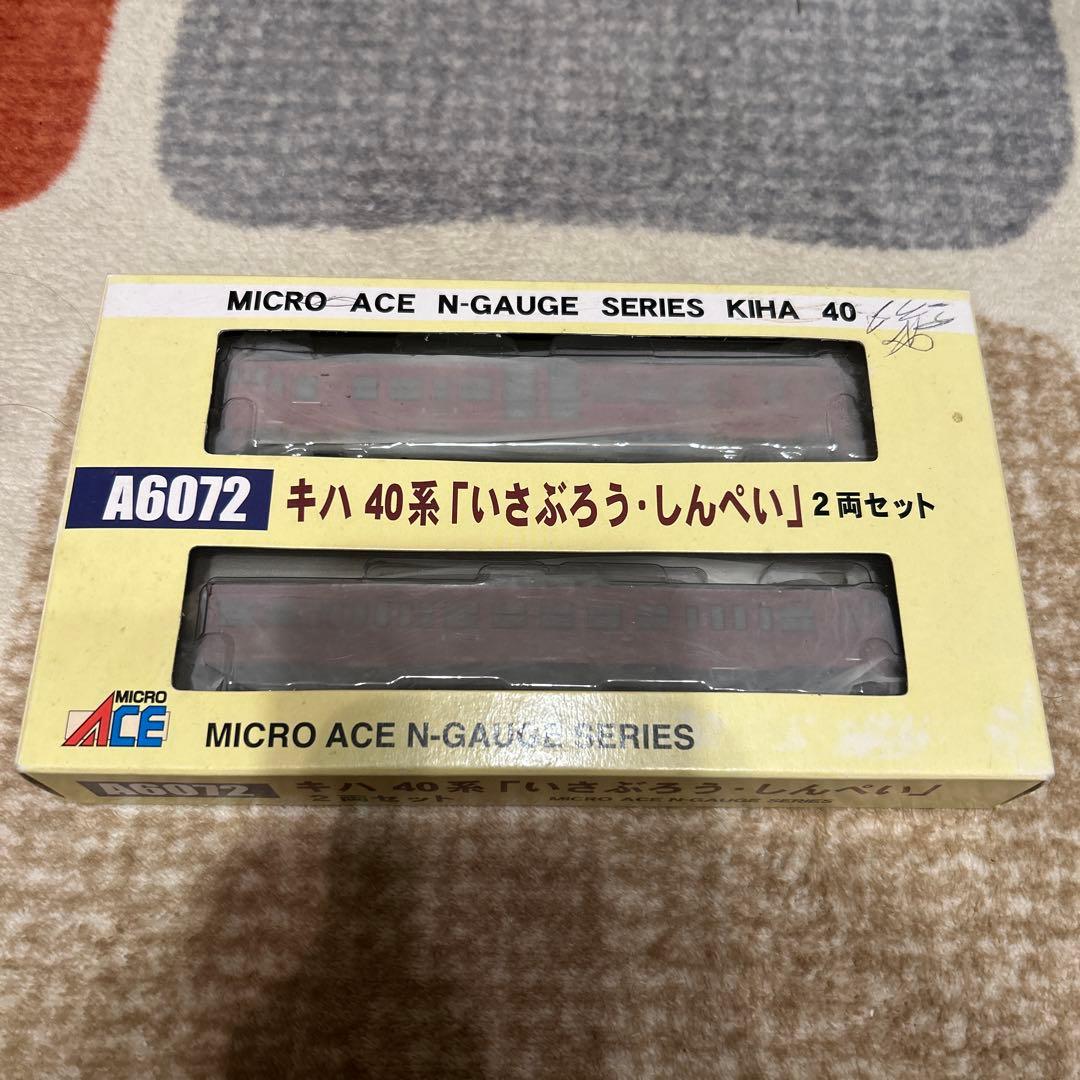 MICRO ACE N-GAUGE SERIES KIHA 40
A6072 キハ 40系「いさぶろう・しんぺい」2両セット
MICRO ACE
MICRO ACE N-GAUGE SERIES
A6072 キハ 40系「いさぶろう・しんぺい」
2両セット MICRO ACE N-GAUGE SERIES